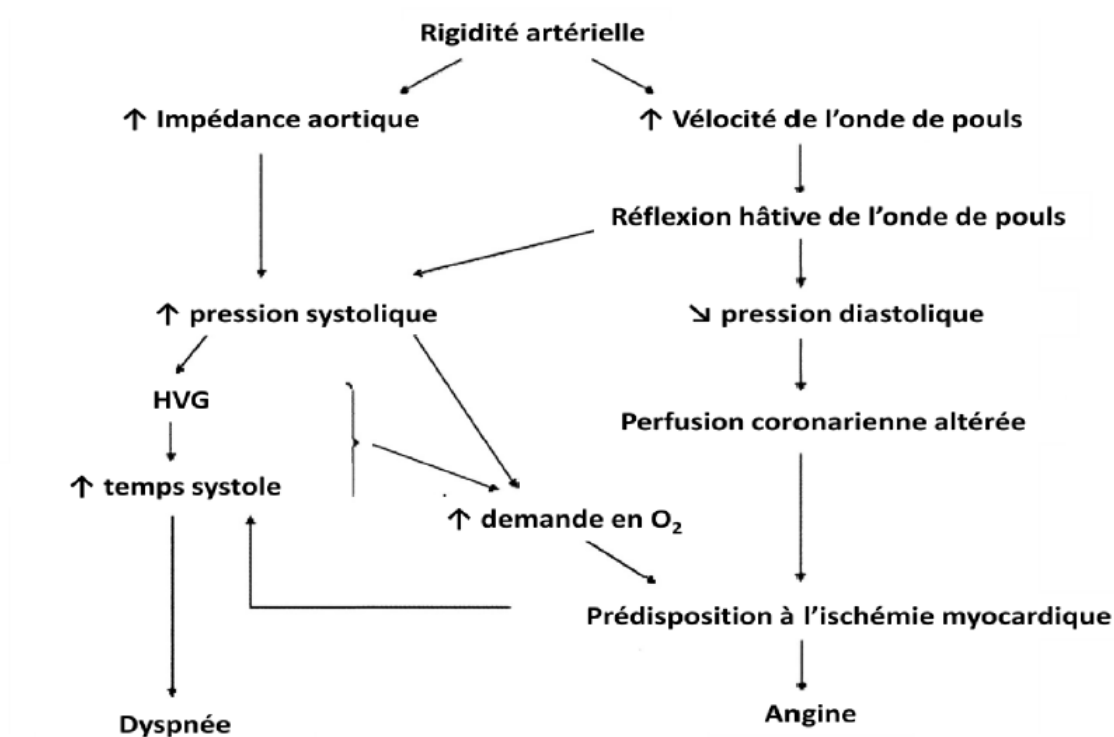 Rigidité artérielle
↑ Impédance aortique
↑ Vélocité de l'onde de pouls
Réflexion hâtive de l'onde de pouls
↑ pression systolique
↘ pression diastolique
HVG
Perfusion coronarienne altérée
↑ temps systole
↑ demande en O₂
Prédisposition à l'ischémie myocardique
Angine
Dyspnée